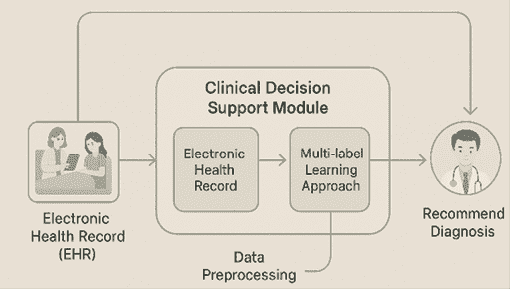 Clinical Decision
Support Module
Electronic
Health
Record
Multi-label
Learning
Approach
Electronic
Health Record
(EHR)
Recommend
Diagnosis
Data
Preprocessing